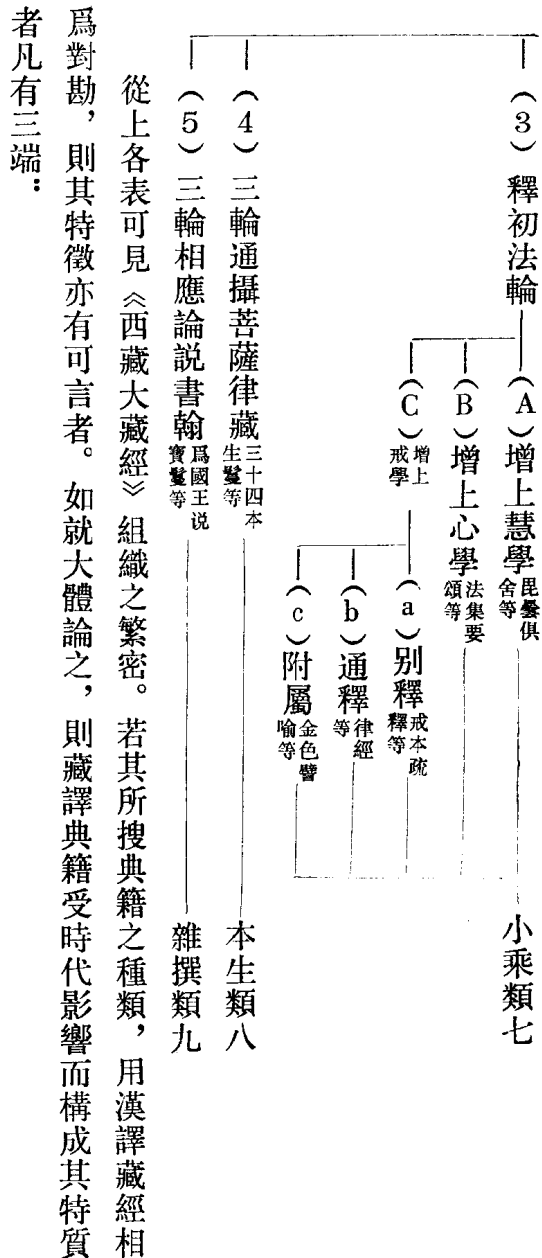 (3) 釋初法輪
(A) 增上慧學 毘曇俱舍等
(B) 增上心學 法集要頌等
(C) 增上戒學
(a) 别釋 戒本疏釋等
(b) 通釋 律經等
(c) 附屬 金色譬喻等
小乘類七
(4) 三輪通攝菩薩律藏 三十四本生鬘等
本生類八
(5) 三輪相應論説書翰 爲國王说寶鬘等
雜撰類九
從上各表可見《西藏大藏經》組織之繁密。若其所搜典籍之種類，用漢譯藏經相
爲對勘，則其特徵亦有可言者。如就大體論之，則藏譯典籍受時代影響而構成其特質
者凡有三端：